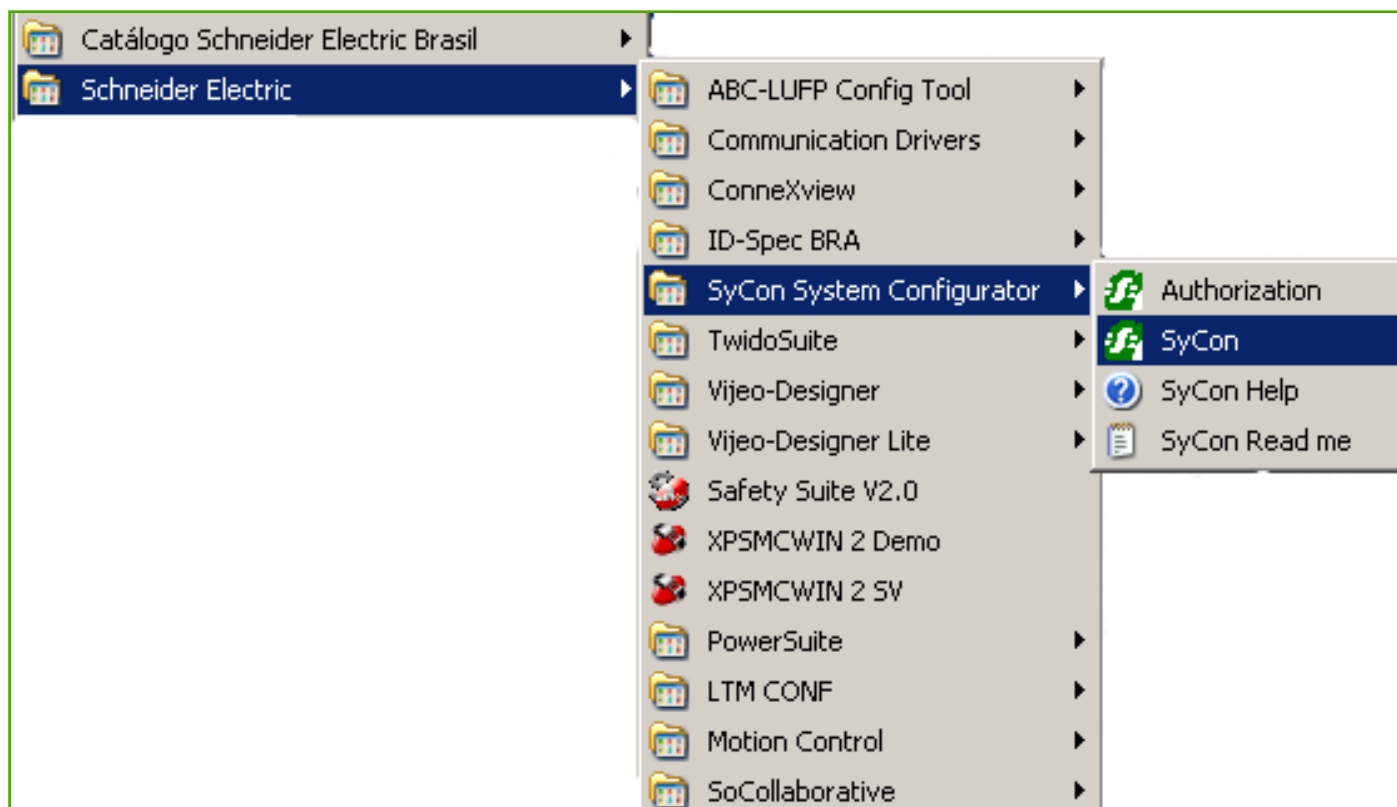 Catálogo Schneider Electric Brasil
Schneider Electric
ABC-LUFP Config Tool
Communication Drivers
ConneXview
ID-Spec BRA
SyCon System Configurator
TwidoSuite
Vijeo-Designer
Vijeo-Designer Lite
Safety Suite V2.0
XPSMCWIN 2 Demo
XPSMCWIN 2 SV
PowerSuite
LTM CONF
Motion Control
SoCollaborative
Authorization
SyCon
SyCon Help
SyCon Read me